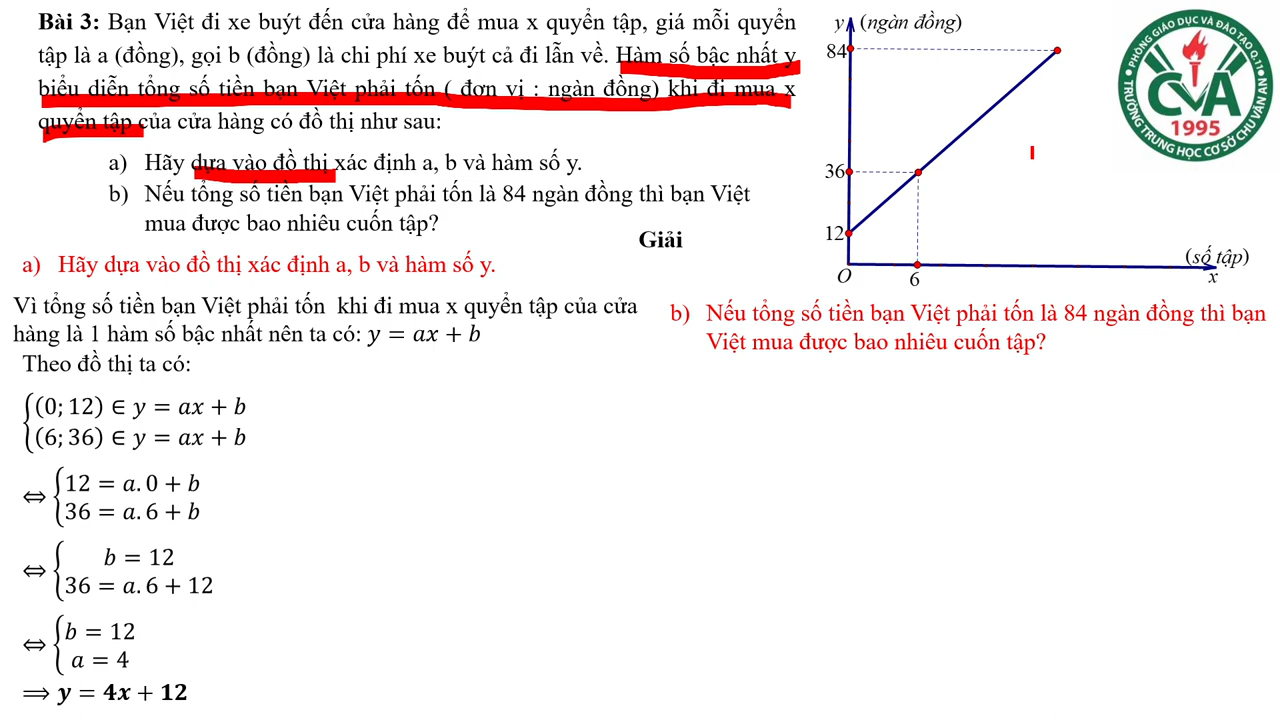 Bài 3: Bạn Việt đi xe buýt đến cửa hàng để mua x quyển tập, giá mỗi quyển
tập là a (đồng), gọi b (đồng) là chi phí xe buýt cả đi lẫn về. Hàm số bậc nhất y
biểu diễn tổng số tiền bạn Việt phải tốn ( đơn vị : ngàn đồng) khi đi mua x
quyển tập của cửa hàng có đồ thị như sau:
a) Hãy dựa vào đồ thị xác định a, b và hàm số y.
b) Nếu tổng số tiền bạn Việt phải tốn là 84 ngàn đồng thì bạn Việt
mua được bao nhiêu cuốn tập?
y (ngàn đồng)
84
36
12
O
6
(số tập)
x
PHÒNG GIÁO DỤC VÀ ĐÀO TẠO Q.11
CVA
1995
TRƯỜNG TRUNG HỌC CƠ SỞ CHU VĂN AN
Giải
a) Hãy dựa vào đồ thị xác định a, b và hàm số y.
Vì tổng số tiền bạn Việt phải tốn khi đi mua x quyển tập của cửa
hàng là 1 hàm số bậc nhất nên ta có: y = ax + b
Theo đồ thị ta có:
{(0; 12) ∈ y = ax + b
(6; 36) ∈ y = ax + b
⇔ {12 = a. 0 + b
36 = a. 6 + b
⇔ {b = 12
36 = a. 6 + 12
⇔ {b = 12
a = 4
⟹ y = 4x + 12
b) Nếu tổng số tiền bạn Việt phải tốn là 84 ngàn đồng thì bạn
Việt mua được bao nhiêu cuốn tập?